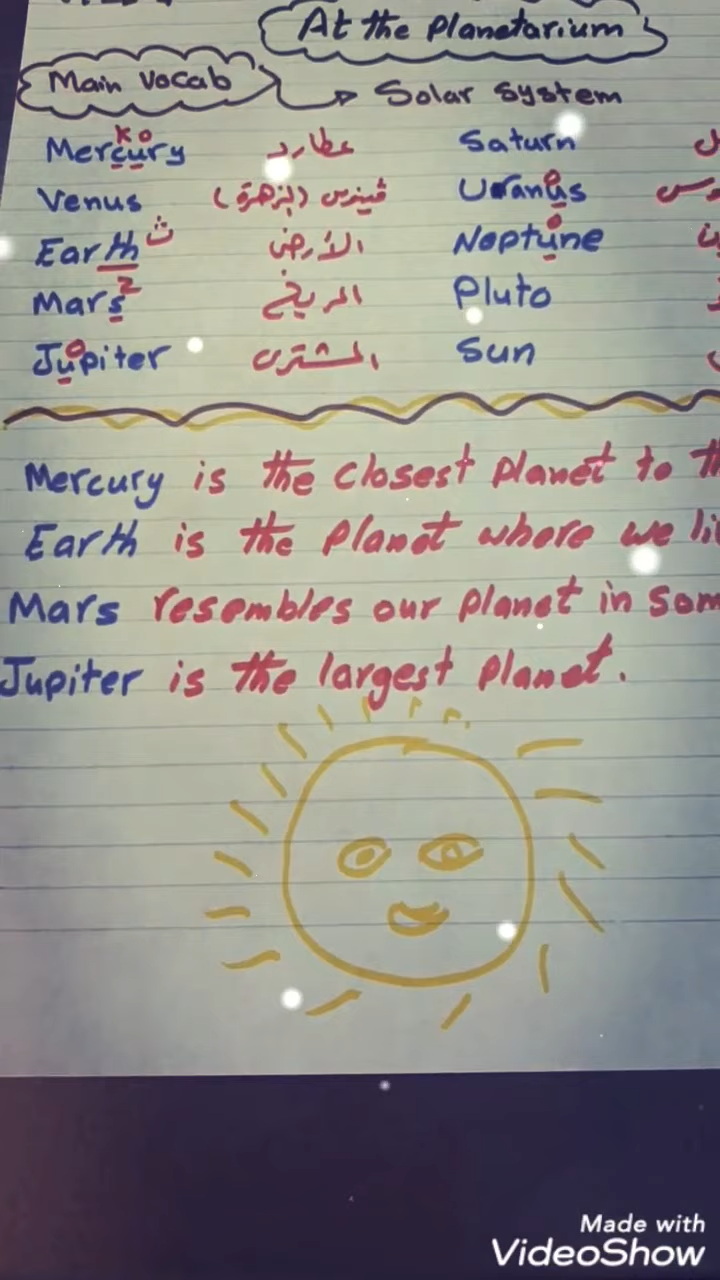 At the Planetarium
Main Vocab
Solar System
Mercury ko عطارد Saturn
Venus ڤينس (الزهرة) Uranus
Earth ث الأرض Neptune
Mars z المريخ Pluto
Jupiter المشترى Sun
Mercury is the closest planet to
Earth is the planet where we
Mars resembles our planet in
Jupiter is the largest planet.
Made with
VideoShow